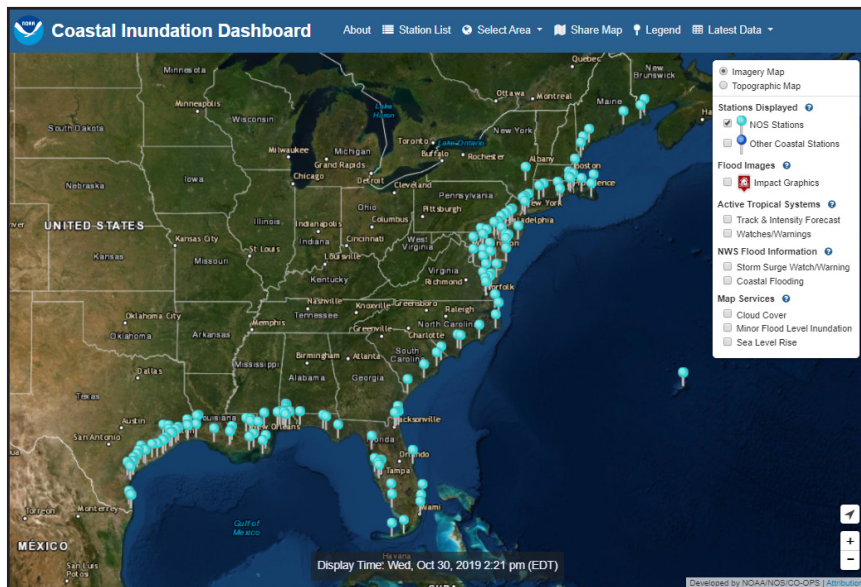 NOAA
Coastal Inundation Dashboard
About
Station List
Select Area
Share Map
Legend
Latest Data
Imagery Map
Topographic Map
Stations Displayed
NOS Stations
Other Coastal Stations
Flood Images
Impact Graphics
Active Tropical Systems
Track & Intensity Forecast
Watches/Warnings
NWS Flood Information
Storm Surge Watch/Warning
Coastal Flooding
Map Services
Cloud Cover
Minor Flood Level Inundation
Sea Level Rise
Quebec
New
Brunswick
Minnesota
Ottawa
Montreal
Maine
Minneapolis
Lake
Huron
South Dakota
Wisconsin
Toronto
Lake Ontario
New York
Michigan
Milwaukee
Grand Rapids
Buffalo
Rochester
Albany
Boston
Detroit
Chicago
Cleveland
Providence
Nebraska
Iowa
Pennsylvania
New York
Ohio
Pittsburgh
Philadelphia
UNITED STATES
Illinois
Indianapolis
Columbus
Indiana
Cincinnati
West
Virginia
Kansas City
St Louis
Louisville
Kansas
Missouri
Kentucky
Virginia
Richmond
Norfolk
Nashville
Knoxville
Greensboro
Tennessee
Raleigh
Oklahoma City
Memphis
North Carolina
Greenville
Charlotte
Oklahoma
Arkansas
South
Carolina
Birmingham
Atlanta
Mississippi
Dallas
Alabama
Georgia
Texas
Jacksonville
Austin
New Orleans
San Antonio
Orlando
Tampa
Torreon
Monterrey
Gulf of
Mexico
MÉXICO
Havana
San Luis
Potosi
Display Time: Wed, Oct 30, 2019 2:21 pm (EDT)
+
−
Developed by NOAA/NOS/CO-OPS | Attribution